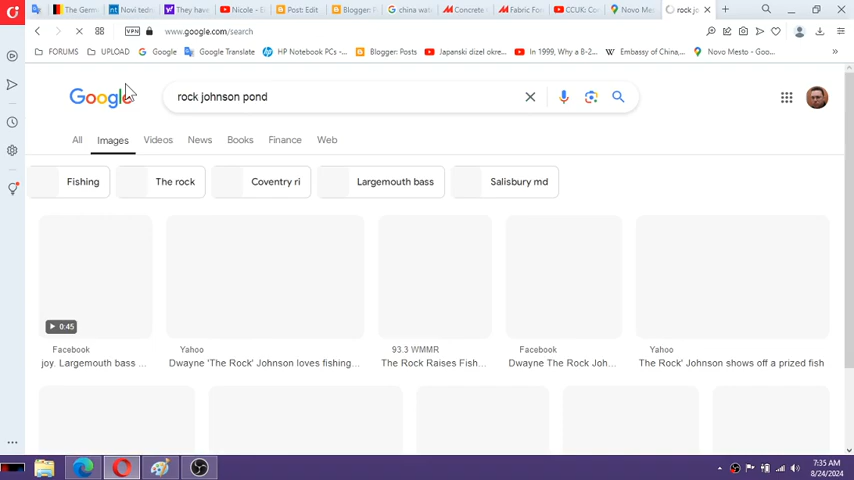 The Germ
Novi tedn
They have
Nicole - E
Post: Edit
Blogger: P
china wat
Concrete r
Fabric For
CCUK: Con
Novo Mes
rock jo
VPN
www.google.com/search
FORUMS
UPLOAD
Google
Google Translate
HP Notebook PC-...
Blogger: Posts
Japanski dizel okre...
In 1999, Why a B-2...
Embassy of China,...
Novo Mesto - Goo...
Google
rock johnson pond
All
Images
Videos
News
Books
Finance
Web
Fishing
The rock
Coventry ri
Largemouth bass
Salisbury md
0:45
Facebook
joy. Largemouth bass ...
Yahoo
Dwayne 'The Rock' Johnson loves fishing...
93.3 WMMR
The Rock Raises Fish...
Facebook
Dwayne The Rock Joh...
Yahoo
The Rock' Johnson shows off a prized fish
7:35 AM
8/24/2024